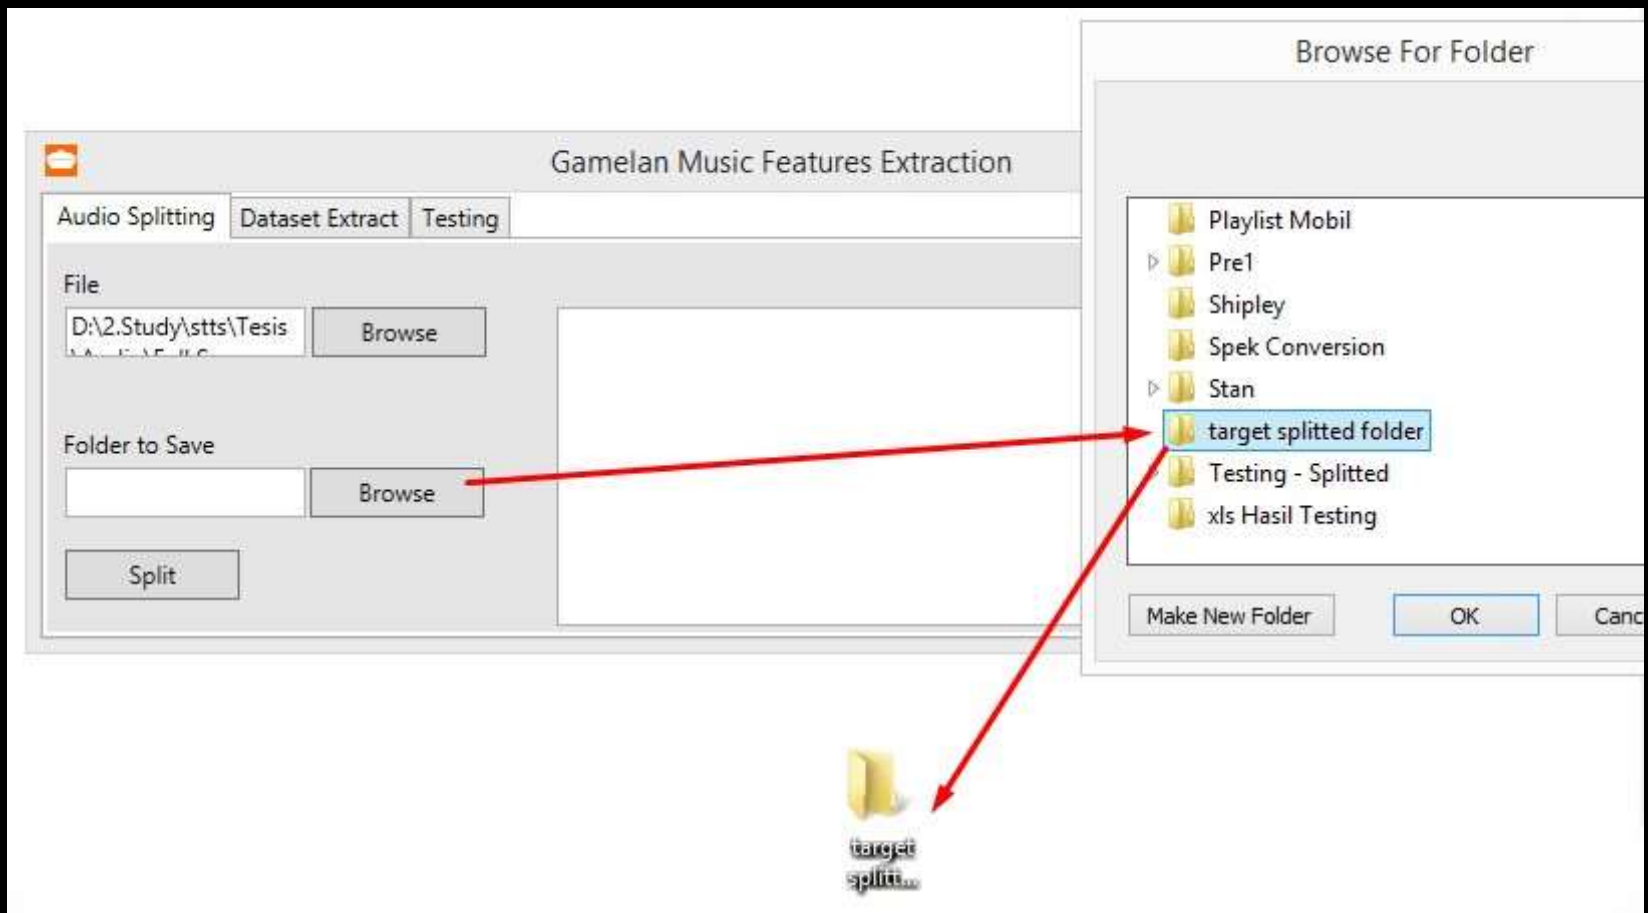 Browse For Folder
Gamelan Music Features Extraction
Audio Splitting
Dataset Extract
Testing
File
D:\2.Study\stts\Tesis
Browse
Folder to Save
Browse
Split
Playlist Mobil
Pre1
Shipley
Spek Conversion
Stan
target splitted folder
Testing - Splitted
xls Hasil Testing
Make New Folder
OK
Canc
target
splitt...